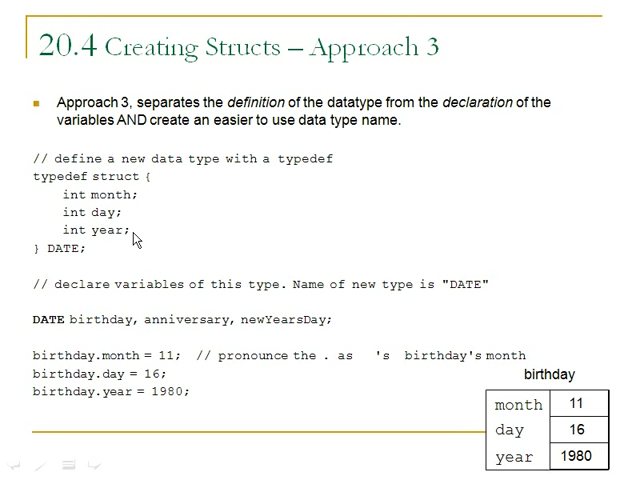 20.4 Creating Structs – Approach 3
Approach 3, separates the definition of the datatype from the declaration of the
variables AND create an easier to use data type name.
// define a new data type with a typedef
typedef struct {
int month;
int day;
int year;
} DATE;
// declare variables of this type. Name of new type is "DATE"
DATE birthday, anniversary, newYearsDay;
birthday.month = 11;  // pronounce the . as  's  birthday's month
birthday.day = 16;
birthday.year = 1980;
birthday
month 11
day 16
year 1980